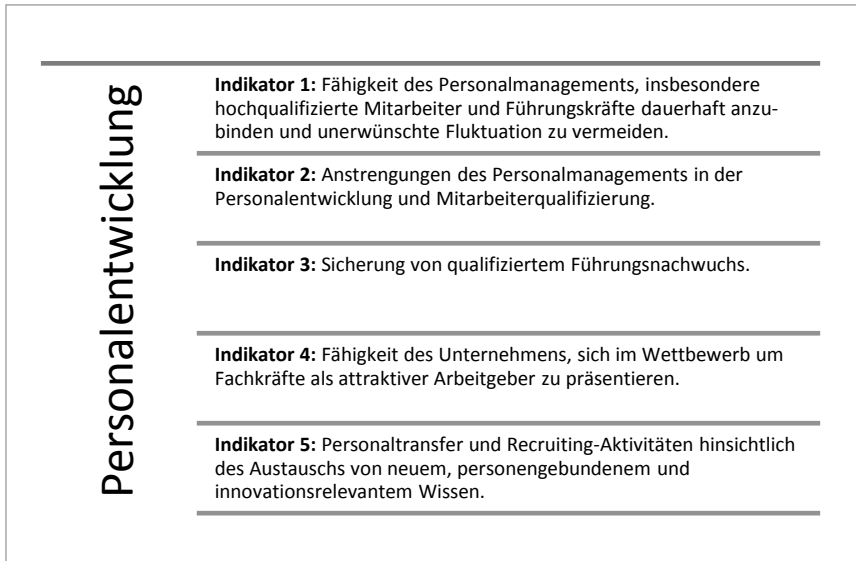 Personalentwicklung
Indikator 1: Fähigkeit des Personalmanagements, insbesondere
hochqualifizierte Mitarbeiter und Führungskräfte dauerhaft anzu-
binden und unerwünschte Fluktuation zu vermeiden.
Indikator 2: Anstrengungen des Personalmanagements in der
Personalentwicklung und Mitarbeiterqualifizierung.
Indikator 3: Sicherung von qualifiziertem Führungsnachwuchs.
Indikator 4: Fähigkeit des Unternehmens, sich im Wettbewerb um
Fachkräfte als attraktiver Arbeitgeber zu präsentieren.
Indikator 5: Personaltransfer und Recruiting-Aktivitäten hinsichtlich
des Austauschs von neuem, personengebundenem und
innovationsrelevantem Wissen.